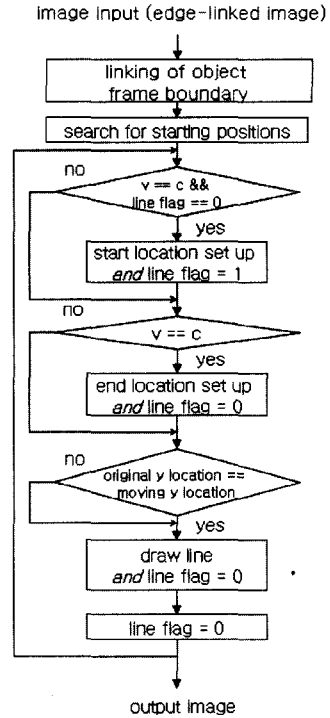 image input (edge-linked image)
linking of object
frame boundary
search for starting positions
no
v == c &&
line flag == 0
yes
start location set up
and line flag = 1
no
v == c
yes
end location set up
and line flag = 0
no
original y location ==
moving y location
yes
draw line
and line flag = 0
line flag = 0
output image